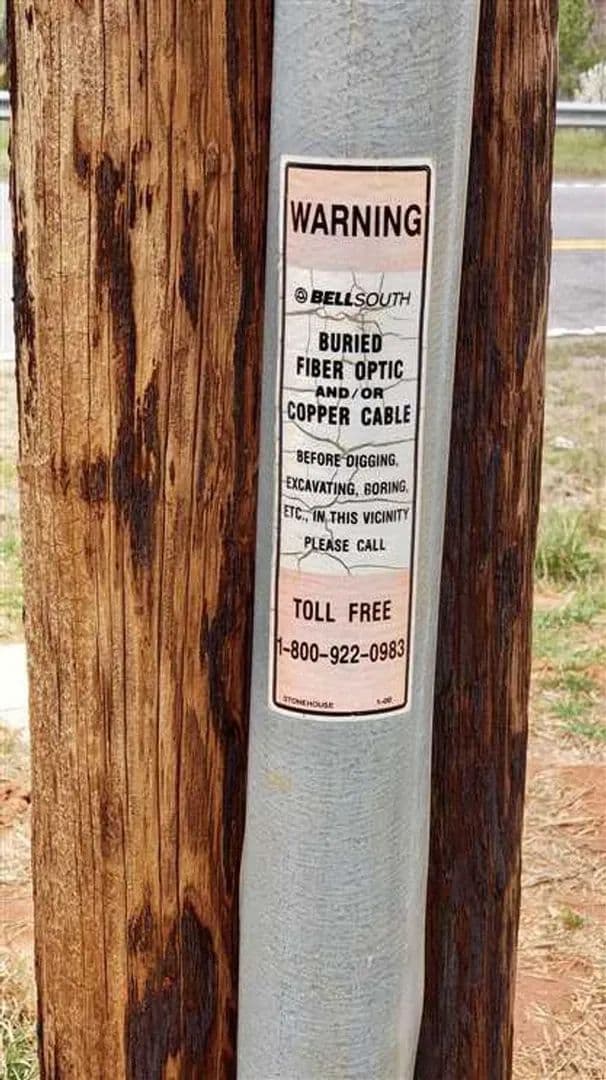 WARNING
BELLSOUTH
BURIED
FIBER OPTIC
AND/OR
COPPER CABLE
BEFORE DIGGING,
EXCAVATING, BORING,
ETC., IN THIS VICINITY
PLEASE CALL
TOLL FREE
1-800-922-0983
STONEHOUSE 1-00